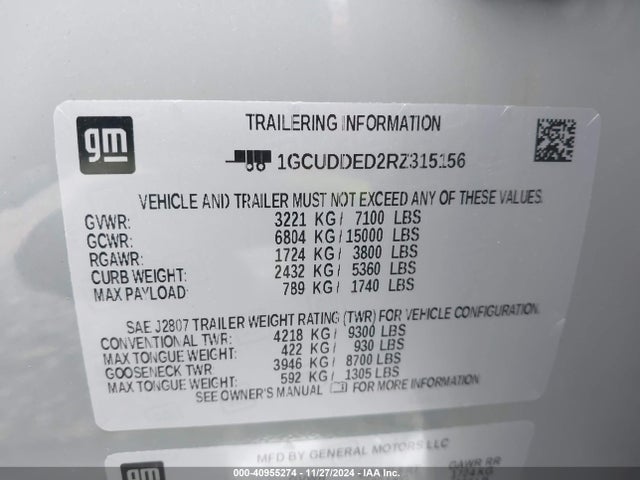 gm
TRAILERING INFORMATION
1GCUDDED2RZ315156
VEHICLE AND TRAILER MUST NOT EXCEED ANY OF THESE VALUES.
GVWR: 3221 KG / 7100 LBS
GCWR: 6804 KG / 15000 LBS
RGAWR: 1724 KG / 3800 LBS
CURB WEIGHT: 2432 KG / 5360 LBS
MAX PAYLOAD: 789 KG / 1740 LBS
SAE J2807 TRAILER WEIGHT RATING (TWR) FOR VEHICLE CONFIGURATION.
CONVENTIONAL TWR: 4218 KG / 9300 LBS
MAX TONGUE WEIGHT: 422 KG / 930 LBS
GOOSENECK TWR 3946 KG / 8700 LBS
MAX TONGUE WEIGHT: 592 KG / 1305 LBS
SEE OWNER'S MANUAL FOR MORE INFORMATION
MFD BY GENERAL MOTORS LLC
gm
GAWR RR
1724 KG
000-40955274 - 11/27/2024 - IAA Inc.